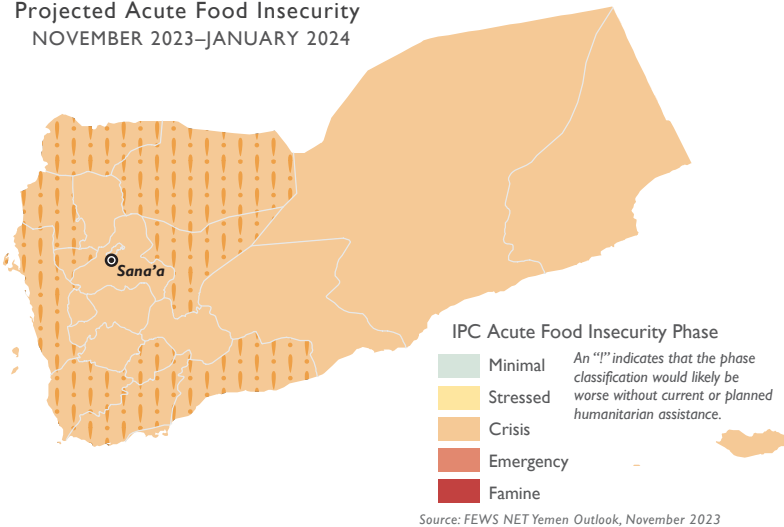 Projected Acute Food Insecurity
NOVEMBER 2023–JANUARY 2024
Sana’a
IPC Acute Food Insecurity Phase
Minimal
Stressed
Crisis
Emergency
Famine
An “!” indicates that the phase
classification would likely be
worse without current or planned
humanitarian assistance.
Source: FEWS NET Yemen Outlook, November 2023